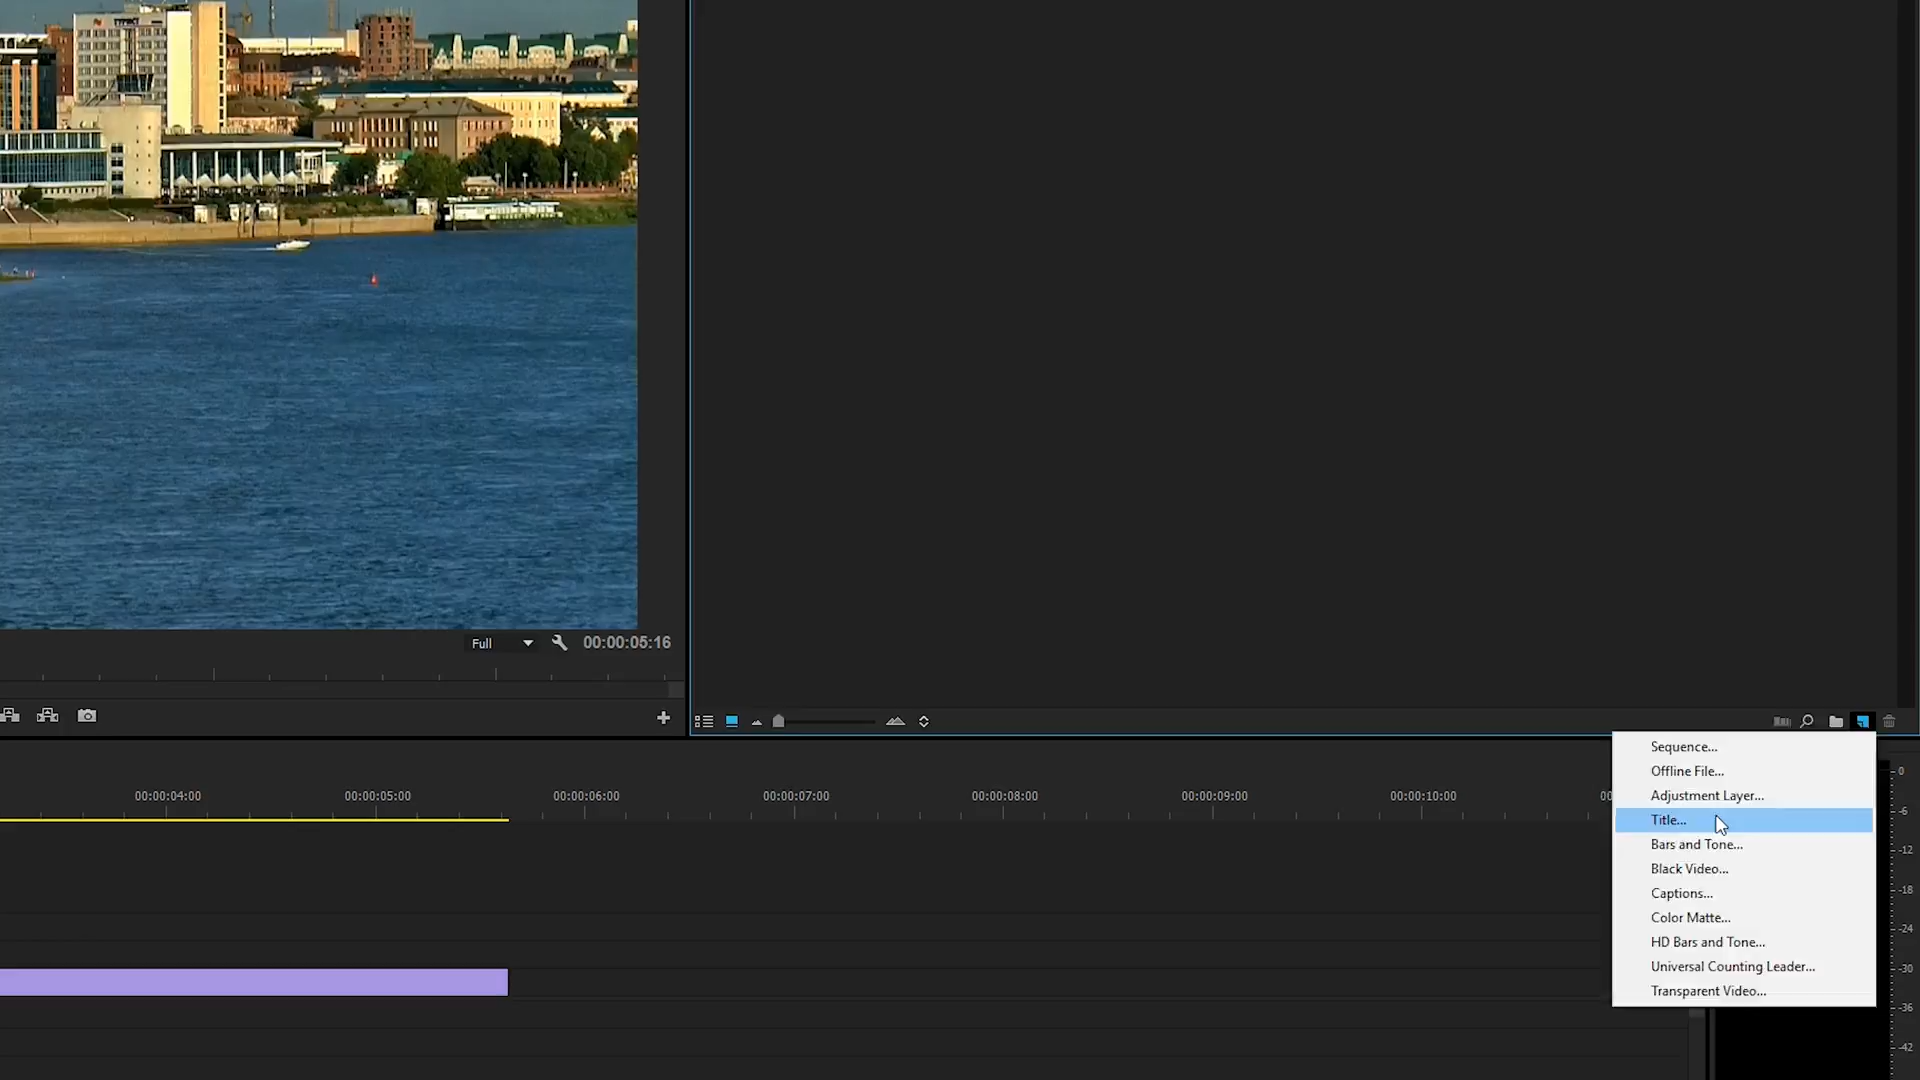 Full
00:00:05:16
00:00:04:00
00:00:05:00
00:00:06:00
00:00:07:00
00:00:08:00
00:00:09:00
00:00:10:00
00
Sequence...
Offline File...
Adjustment Layer...
Title...
Bars and Tone...
Black Video...
Captions...
Color Matte...
HD Bars and Tone...
Universal Counting Leader...
Transparent Video...
0
-6
-12
-18
-24
-30
-36
-42